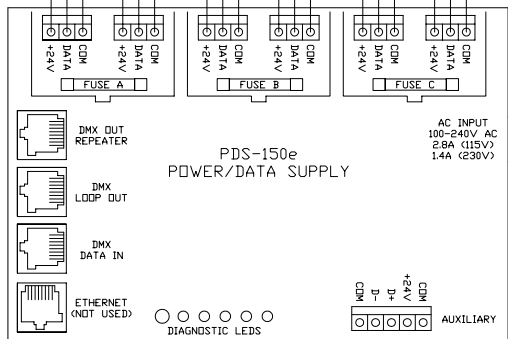 +24V DATA COM +24V DATA COM +24V DATA COM +24V DATA COM +24V DATA COM +24V DATA COM
FUSE A FUSE B FUSE C
DMX OUT
REPEATER
AC INPUT
100-240V AC
2.8A (115V)
1.4A (230V)
PDS-150e
POWER/DATA SUPPLY
DMX
LOOP OUT
DMX
DATA IN
ETHERNET
(NOT USED)
DIAGNOSTIC LEDS
COM D- D+ +24V COM
AUXILIARY